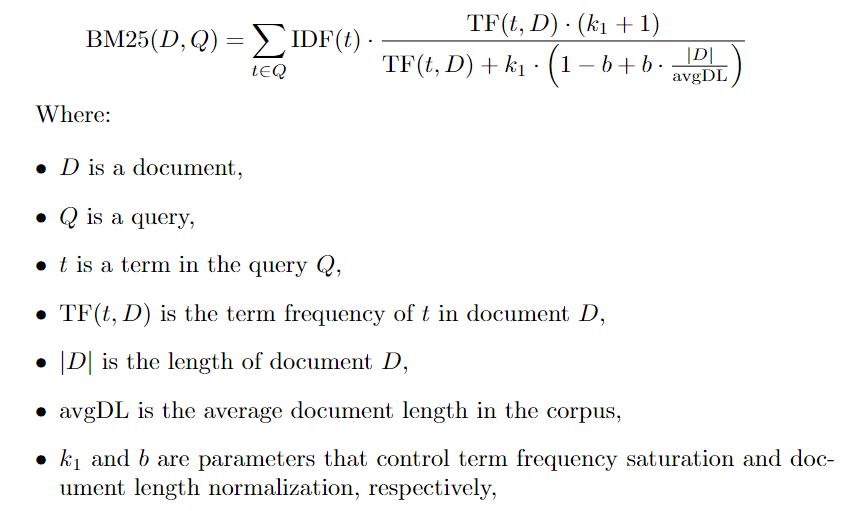 BM25(D, Q) = ∑_{t∈Q} IDF(t) · \frac{TF(t, D) · (k₁ + 1)}{TF(t, D) + k₁ · (1 − b + b · \frac{|D|}{avgDL})}
Where:
• D is a document,
• Q is a query,
• t is a term in the query Q,
• TF(t, D) is the term frequency of t in document D,
• |D| is the length of document D,
• avgDL is the average document length in the corpus,
• k₁ and b are parameters that control term frequency saturation and doc-
ument length normalization, respectively,